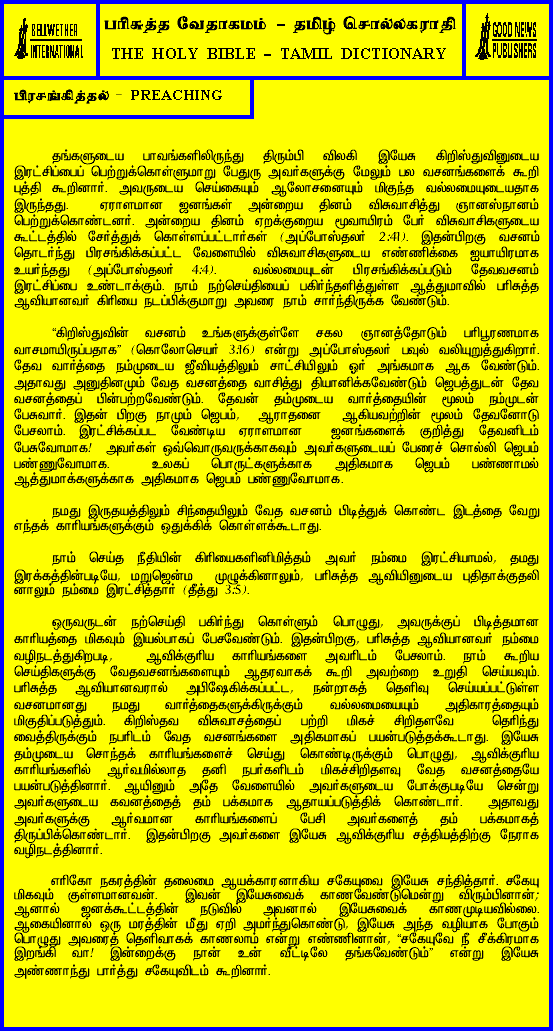 BELLWETHER
INTERNATIONAL
பரிசுத்த வேதாகமம் - தமிழ் சொல்லகராதி
THE HOLY BIBLE - TAMIL DICTIONARY
GOOD NEWS
PUBLISHERS
பிரசங்கித்தல் - PREACHING
தங்களுடைய பாவங்களிலிருந்து திரும்பி விலகி இயேசு கிறிஸ்துவினுடைய
இரட்சிப்பைப் பெற்றுக்கொள்ளுமாறு பேதுரு அவர்களுக்கு மேலும் பல வசனங்களைக் கூறி
புத்தி கூறினார். அவருடைய செய்கையும் ஆலோசனையும் மிகுந்த வல்லமையுடையதாக
இருந்தது. ஏராளமான ஜனங்கள் அன்றைய தினம் விசுவாசித்து ஞானஸ்நானம்
பெற்றுக்கொண்டனர். அன்றைய தினம் ஏறக்குறைய மூவாயிரம் பேர் விசுவாசிகளுடைய
கூட்டத்தில் சேர்த்துக் கொள்ளப்பட்டார்கள் (அப்போஸ்தலர் 2:41). இதன்பிறகு வசனம்
தொடர்ந்து பிரசங்கிக்கப்பட்ட வேளையில் விசுவாசிகளுடைய எண்ணிக்கை ஐயாயிரமாக
உயர்ந்தது (அப்போஸ்தலர் 4:4). வல்லமையுடன் பிரசங்கிக்கப்படும் தேவவசனம்
இரட்சிப்பை உண்டாக்கும். நாம் நற்செய்தியைப் பகிர்ந்தளித்துள்ள ஆத்துமாவில் பரிசுத்த
ஆவியானவர் கிரியை நடப்பிக்குமாறு அவரை நாம் சார்ந்திருக்க வேண்டும்.
“கிறிஸ்துவின் வசனம் உங்களுக்குள்ளே சகல ஞானத்தோடும் பரிபூரணமாக
வாசமாயிருப்பதாக” (கொலோசெயர் 3:16) என்று அப்போஸ்தலர் பவுல் வலியுறுத்துகிறார்.
தேவ வார்த்தை நம்முடைய ஜீவியத்திலும் சாட்சியிலும் ஓர் அங்கமாக ஆக வேண்டும்.
அதாவது அனுதினமும் வேத வசனத்தை வாசித்து தியானிக்கவேண்டும் ஜெபத்துடன் தேவ
வசனத்தைப் பின்பற்றவேண்டும். தேவன் தம்முடைய வார்த்தையின் மூலம் நம்முடன்
பேசுவார். இதன் பிறகு நாமும் ஜெபம், ஆராதனை ஆகியவற்றின் மூலம் தேவனோடு
பேசலாம். இரட்சிக்கப்பட வேண்டிய ஏராளமான ஜனங்களைக் குறித்து தேவனிடம்
பேசுவோமாக! அவர்கள் ஒவ்வொருவருக்காகவும் அவர்களுடையப் பேரைச் சொல்லி ஜெபம்
பண்ணுவோமாக. உலகப் பொருட்களுக்காக அதிகமாக ஜெபம் பண்ணாமல்
ஆத்துமாக்களுக்காக அதிகமாக ஜெபம் பண்ணுவோமாக.
நமது இருதயத்திலும் சிந்தையிலும் வேத வசனம் பிடித்துக் கொண்ட இடத்தை வேறு
எந்தக் காரியங்களுக்கும் ஒதுக்கிக் கொள்ளக்கூடாது.
நாம் செய்த நீதியின் கிரியைகளினிமித்தம் அவர் நம்மை இரட்சியாமல், தமது
இரக்கத்தின்படியே, மறுஜென்ம முழுக்கினாலும், பரிசுத்த ஆவியினுடைய புதிதாக்குதலி
னாலும் நம்மை இரட்சித்தார் (தீத்து 3:5).
ஒருவருடன் நற்செய்தி பகிர்ந்து கொள்ளும் பொழுது, அவருக்குப் பிடித்தமான
காரியத்தை மிகவும் இயல்பாகப் பேசவேண்டும். இதன்பிறகு, பரிசுத்த ஆவியானவர் நம்மை
வழிநடத்துகிறபடி, ஆவிக்குரிய காரியங்களை அவரிடம் பேசலாம். நாம் கூறிய
செய்திகளுக்கு வேதவசனங்களையும் ஆதரவாகக் கூறி அவற்றை உறுதி செய்யவும்.
பரிசுத்த ஆவியானவரால் அபிஷேகிக்கப்பட்ட, நன்றாகத் தெளிவு செய்யப்பட்டுள்ள
வசனமானது நமது வார்த்தைகளுக்கிருக்கும் வல்லமையையும் அதிகாரத்தையும்
மிகுதிப்படுத்தும். கிறிஸ்தவ விசுவாசத்தைப் பற்றி மிகச் சிறிதளவே தெரிந்து
வைத்திருக்கும் நபரிடம் வேத வசனங்களை அதிகமாகப் பயன்படுத்தக்கூடாது. இயேசு
தம்முடைய சொந்தக் காரியங்களைச் செய்து கொண்டிருக்கும் பொழுது, ஆவிக்குரிய
காரியங்களில் ஆர்வமில்லாத தனி நபர்களிடம் மிகச்சிறிதளவு வேத வசனத்தையே
பயன்படுத்தினார். ஆயினும் அதே வேளையில் அவர்களுடைய போக்குபடியே சென்று
அவர்களுடைய கவனத்தைத் தம் பக்கமாக ஆதாயப்படுத்திக் கொண்டார். அதாவது
அவர்களுக்கு ஆர்வமான காரியங்களைப் பேசி அவர்களைத் தம் பக்கமாகத்
திருப்பிக்கொண்டார். இதன்பிறகு அவர்களை இயேசு ஆவிக்குரிய சத்தியத்திற்கு நேராக
வழிநடத்தினார்.
எரிகோ நகரத்தின் தலைமை ஆயக்காரனாகிய சகேயுவை இயேசு சந்தித்தார். சகேயு
மிகவும் குள்ளமானவன். இவன் இயேசுவைக் காணவேண்டுமென்று விரும்பினான்;
ஆனால் ஜனக்கூட்டத்தின் நடுவில் அவனால் இயேசுவைக் காணமுடியவில்லை.
ஆகையினால் ஒரு மரத்தின் மீது ஏறி அமர்ந்துகொண்டு, இயேசு அந்த வழியாக போகும்
பொழுது அவரைத் தெளிவாகக் காணலாம் என்று எண்ணினான், “சகேயுவே நீ சீக்கிரமாக
இறங்கி வா! இன்றைக்கு நான் உன் வீட்டிலே தங்கவேண்டும்” என்று இயேசு
அண்ணாந்து பார்த்து சகேயுவிடம் கூறினார்.